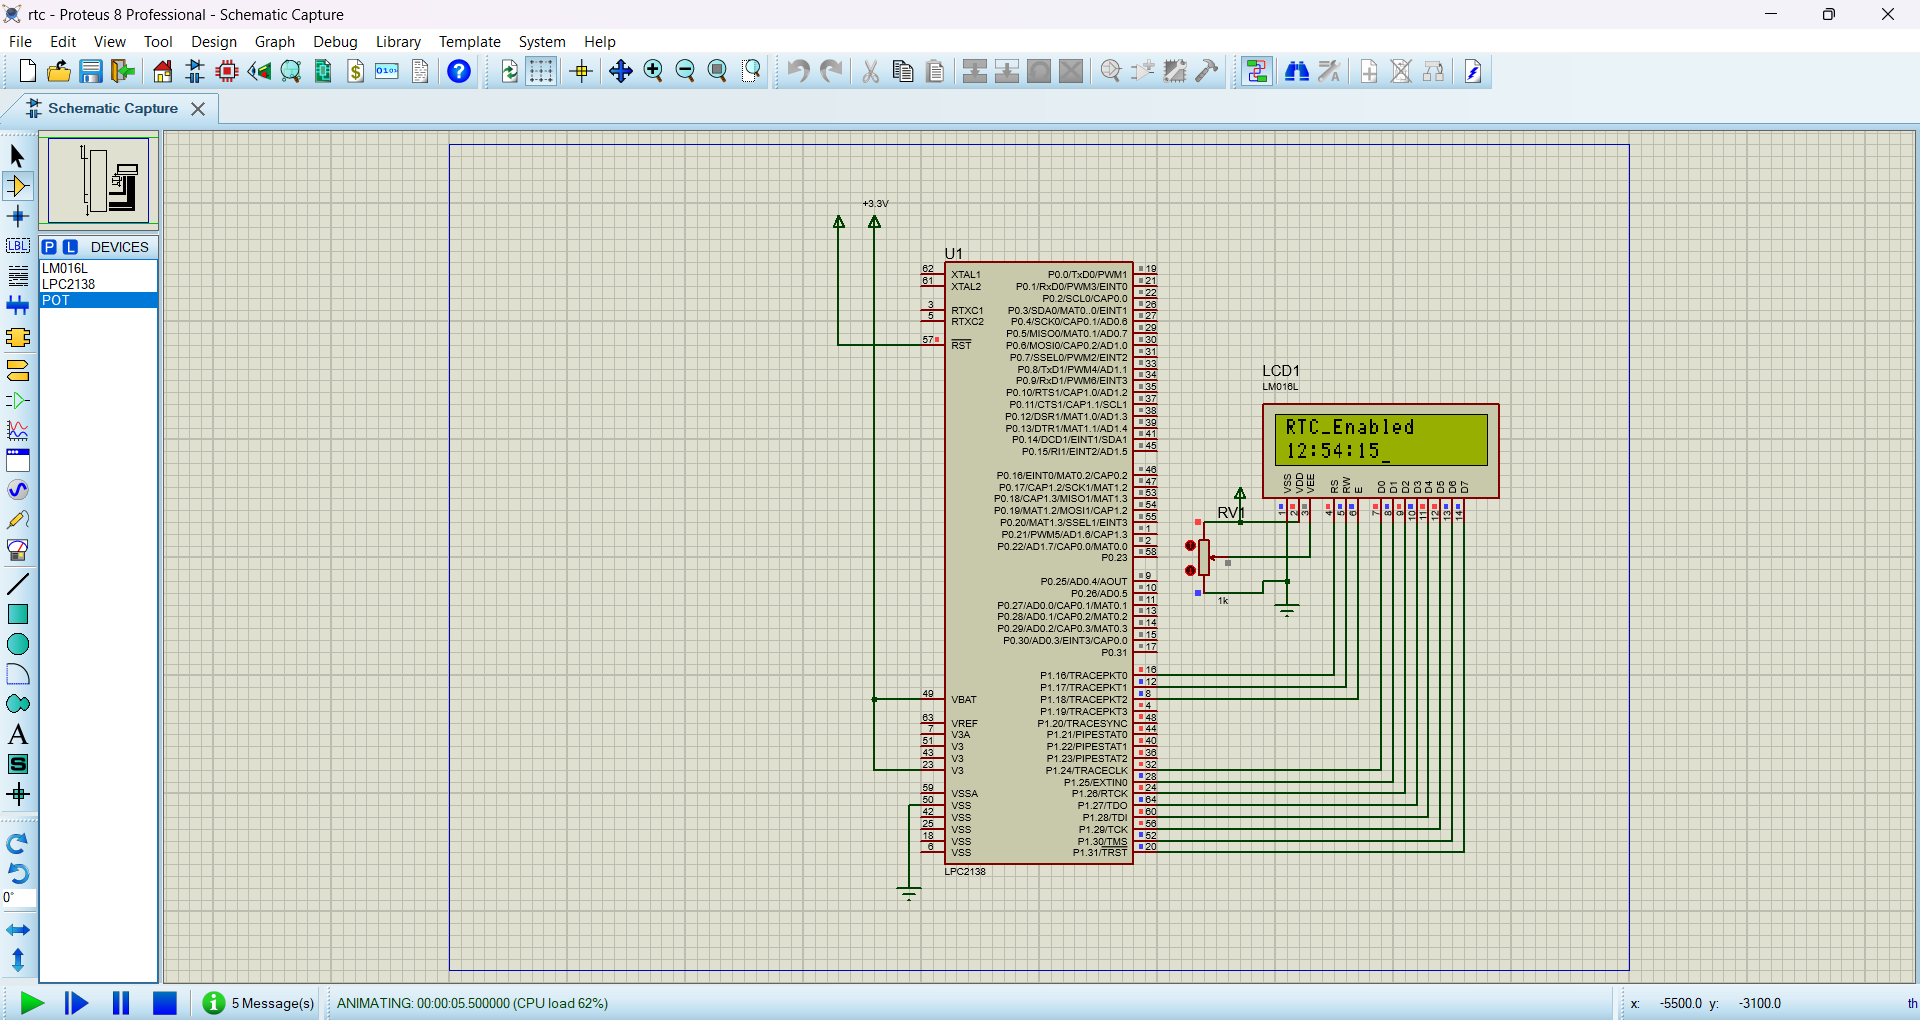 rtc - Proteus 8 Professional - Schematic Capture
File Edit View Tool Design Graph Debug Library Template System Help
Schematic Capture
P L DEVICES
LM016L
LPC2138
POT
+3.3V
U1
62 XTAL1 P0.0/TxD0/PWM1 19
61 XTAL2 P0.1/RxD0/PWM3/EINT0 21
P0.2/SCL0/CAP0.0 22
3 RTXC1 P0.3/SDA0/MAT0..0/EINT1 26
5 RTXC2 P0.4/SCK0/CAP0.1/AD0.6 27
P0.5/MISO0/MAT0.1/AD0.7 29
57 RST P0.6/MOSI0/CAP0.2/AD1.0 30
P0.7/SSEL0/PWM2/EINT2 31
P0.8/TxD1/PWM4/AD1.1 33
P0.9/RxD1/PWM6/EINT3 34
P0.10/RTS1/CAP1.0/AD1.2 35
P0.11/CTS1/CAP1.1/SCL1 37
P0.12/DSR1/MAT1.0/AD1.3 38
P0.13/DTR1/MAT1.1/AD1.4 39
P0.14/DCD1/EINT1/SDA1 41
P0.15/RI1/EINT2/AD1.5 45
P0.16/EINT0/MAT0.2/CAP0.2 46
P0.17/CAP1.2/SCK1/MAT1.2 47
P0.18/CAP1.3/MISO1/MAT1.3 53
P0.19/MAT1.2/MOSI1/CAP1.2 54
P0.20/MAT1.3/SSEL1/EINT3 55
P0.21/PWM5/AD1.6/CAP1.3 1
P0.22/AD1.7/CAP0.0/MAT0.0 2
P0.23 58
P0.25/AD0.4/AOUT 9
P0.26/AD0.5 10
P0.27/AD0.0/CAP0.1/MAT0.1 11
P0.28/AD0.1/CAP0.2/MAT0.2 13
P0.29/AD0.2/CAP0.3/MAT0.3 14
P0.30/AD0.3/EINT3/CAP0.0 15
P0.31 17
P1.16/TRACEPKT0 16
P1.17/TRACEPKT1 12
49 VBAT P1.18/TRACEPKT2 8
P1.19/TRACEPKT3 4
63 VREF P1.20/TRACESYNC 48
7 V3A P1.21/PIPESTAT0 44
51 V3 P1.22/PIPESTAT1 40
43 V3 P1.23/PIPESTAT2 36
23 V3 P1.24/TRACECLK 32
P1.25/EXTIN0 28
59 VSSA P1.26/RTCK 24
50 VSS P1.27/TDO 64
42 VSS P1.28/TDI 60
25 VSS P1.29/TCK 56
18 VSS P1.30/TMS 52
6 VSS P1.31/TRST 20
LPC2138
LCD1
LM016L
RTC_Enabled
12:54:15_
VSS VDD VEE RS RW E D0 D1 D2 D3 D4 D5 D6 D7
1 2 3 4 5 6 7 8 9 10 11 12 13 14
RV1
1k
0°
5 Message(s) ANIMATING: 00:00:05.500000 (CPU load 62%) x: -5500.0 y: -3100.0 th